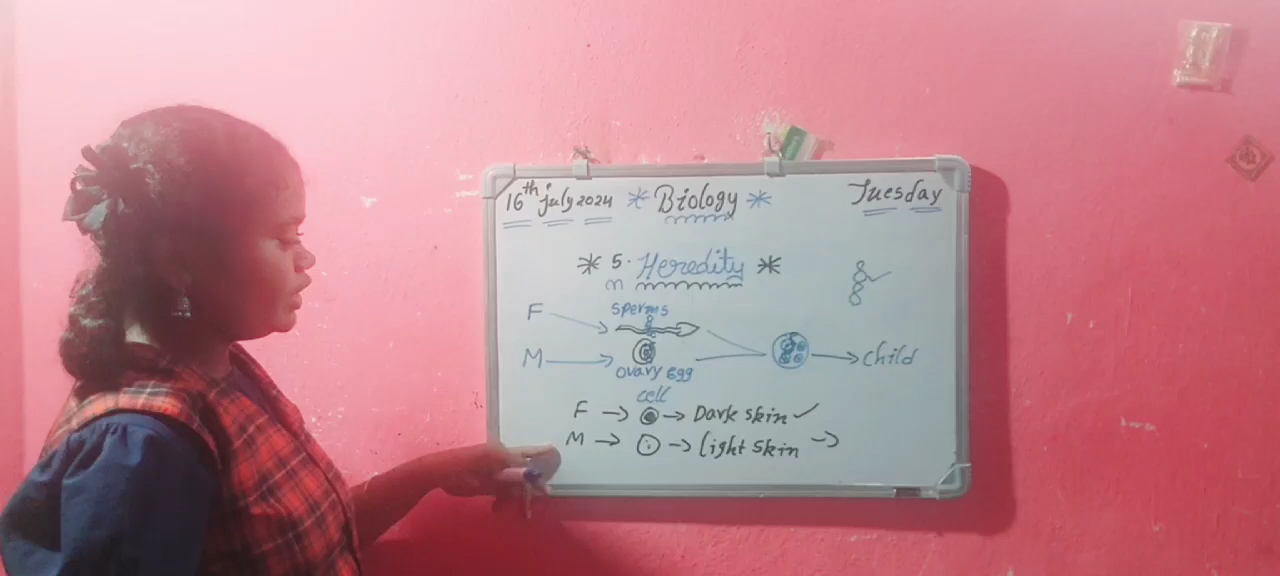 16th july 2024 * Biology * Tuesday
* 5. Heredity *
F sperms
M ovary egg cell
child
F → Dark skin ✓
M → Light skin →